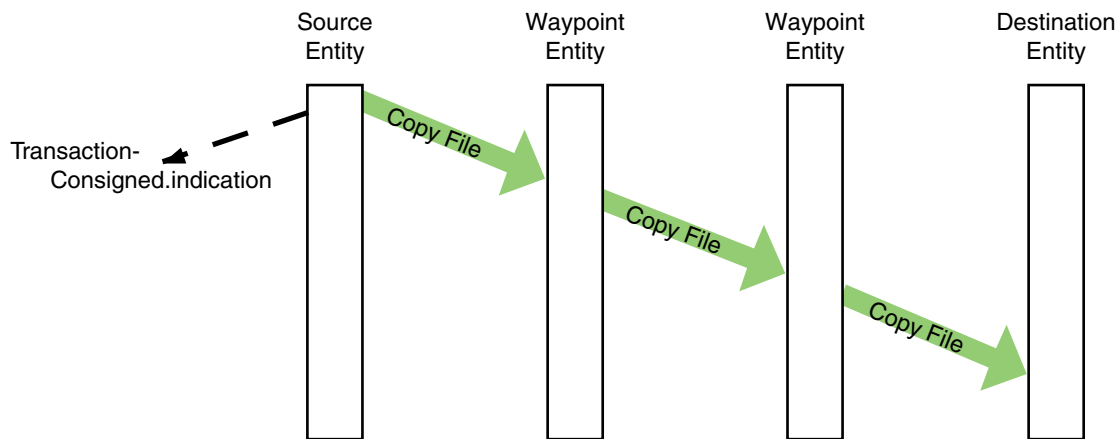 Source
Entity
Waypoint
Entity
Waypoint
Entity
Destination
Entity
Copy File
Transaction-
Consigned.indication
Copy File
Copy File